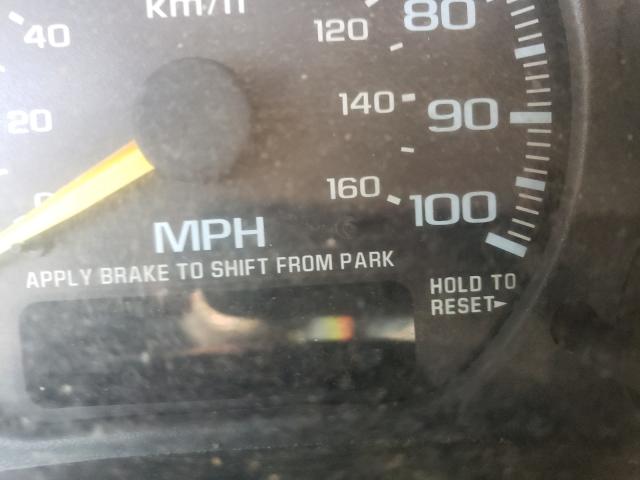 km/h
40
20
0
120
80
140
90
160
100
MPH
APPLY BRAKE TO SHIFT FROM PARK
HOLD TO
RESET►